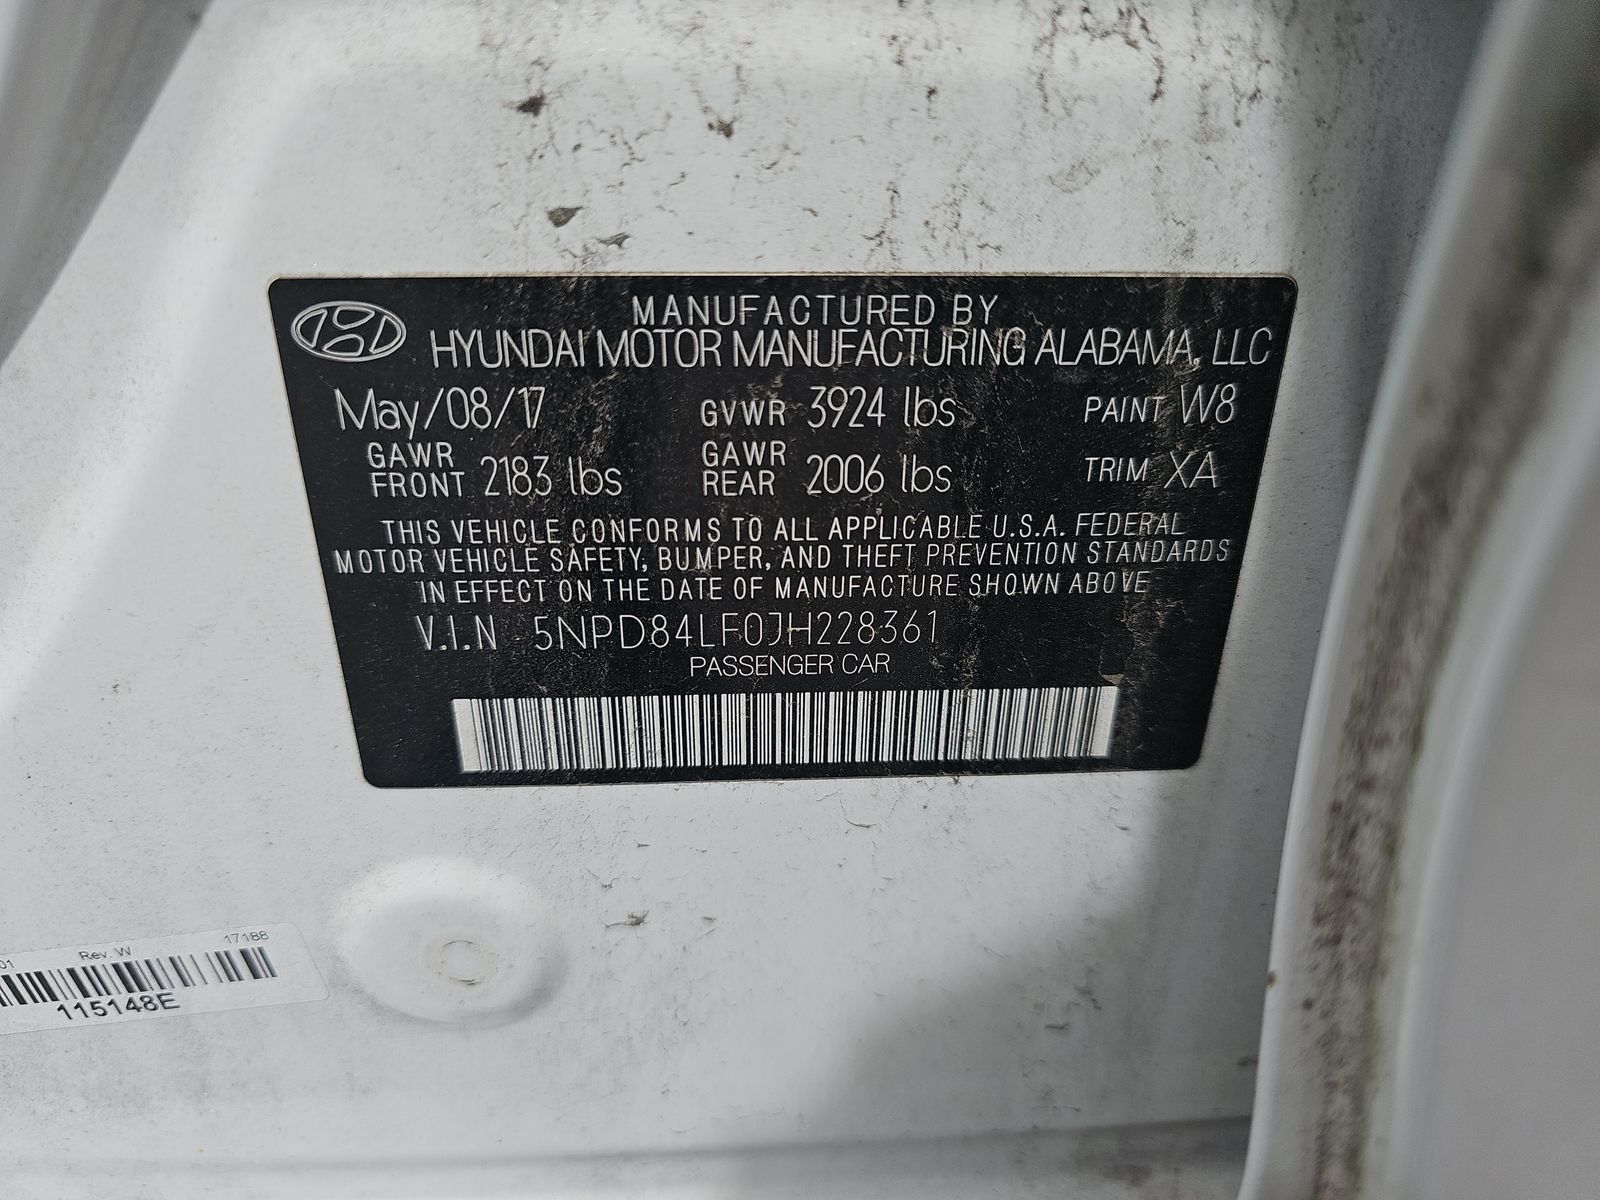 MANUFACTURED BY
HYUNDAI MOTOR MANUFACTURING ALABAMA, LLC
May/08/17 GVWR 3924 lbs PAINT W8
GAWR FRONT 2183 lbs GAWR REAR 2006 lbs TRIM XA
THIS VEHICLE CONFORMS TO ALL APPLICABLE U.S.A. FEDERAL
MOTOR VEHICLE SAFETY, BUMPER, AND THEFT PREVENTION STANDARDS
IN EFFECT ON THE DATE OF MANUFACTURE SHOWN ABOVE
V.I.N 5NPD84LF0JH228361
PASSENGER CAR
01 Rev. W 17188
115148E